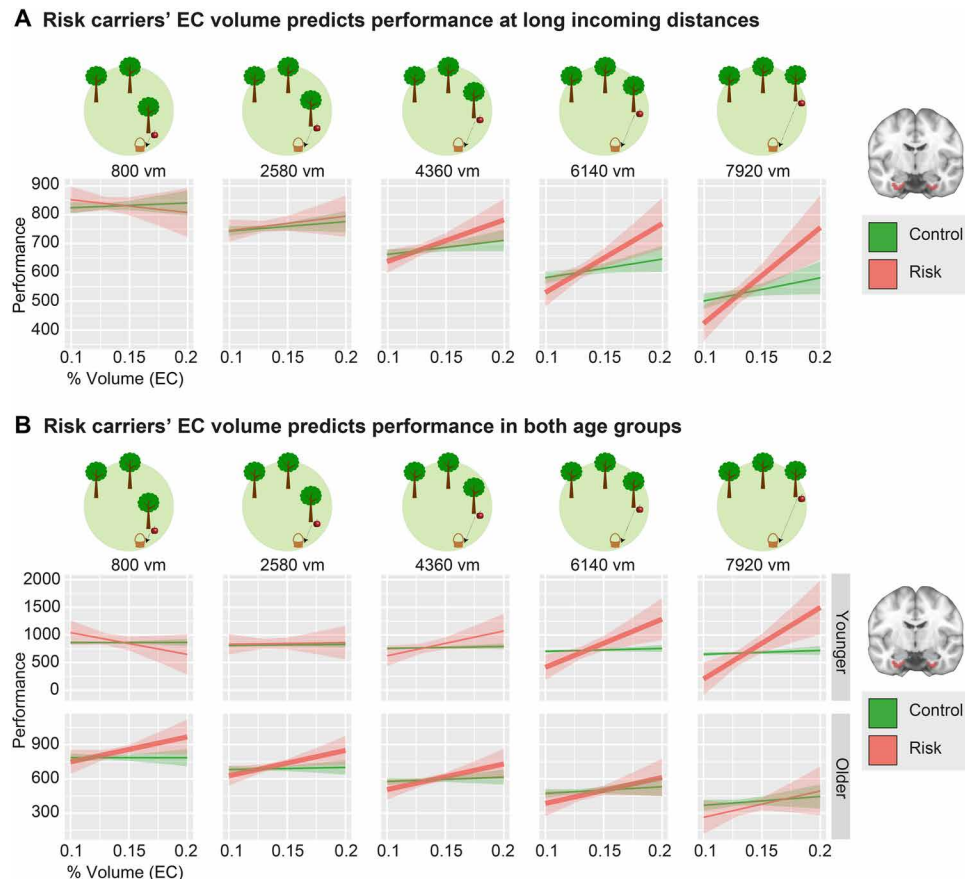 A Risk carriers’ EC volume predicts performance at long incoming distances
800 vm 2580 vm 4360 vm 6140 vm 7920 vm
900
800
700
600
500
400
Performance
0.1 0.15 0.2 0.1 0.15 0.2 0.1 0.15 0.2 0.1 0.15 0.2 0.1 0.15 0.2
% Volume (EC)
Control
Risk
B Risk carriers’ EC volume predicts performance in both age groups
800 vm 2580 vm 4360 vm 6140 vm 7920 vm
2000
1500
1000
500
0
Younger
Performance
900
600
300
Older
0.1 0.15 0.2 0.1 0.15 0.2 0.1 0.15 0.2 0.1 0.15 0.2 0.1 0.15 0.2
% Volume (EC)
Control
Risk